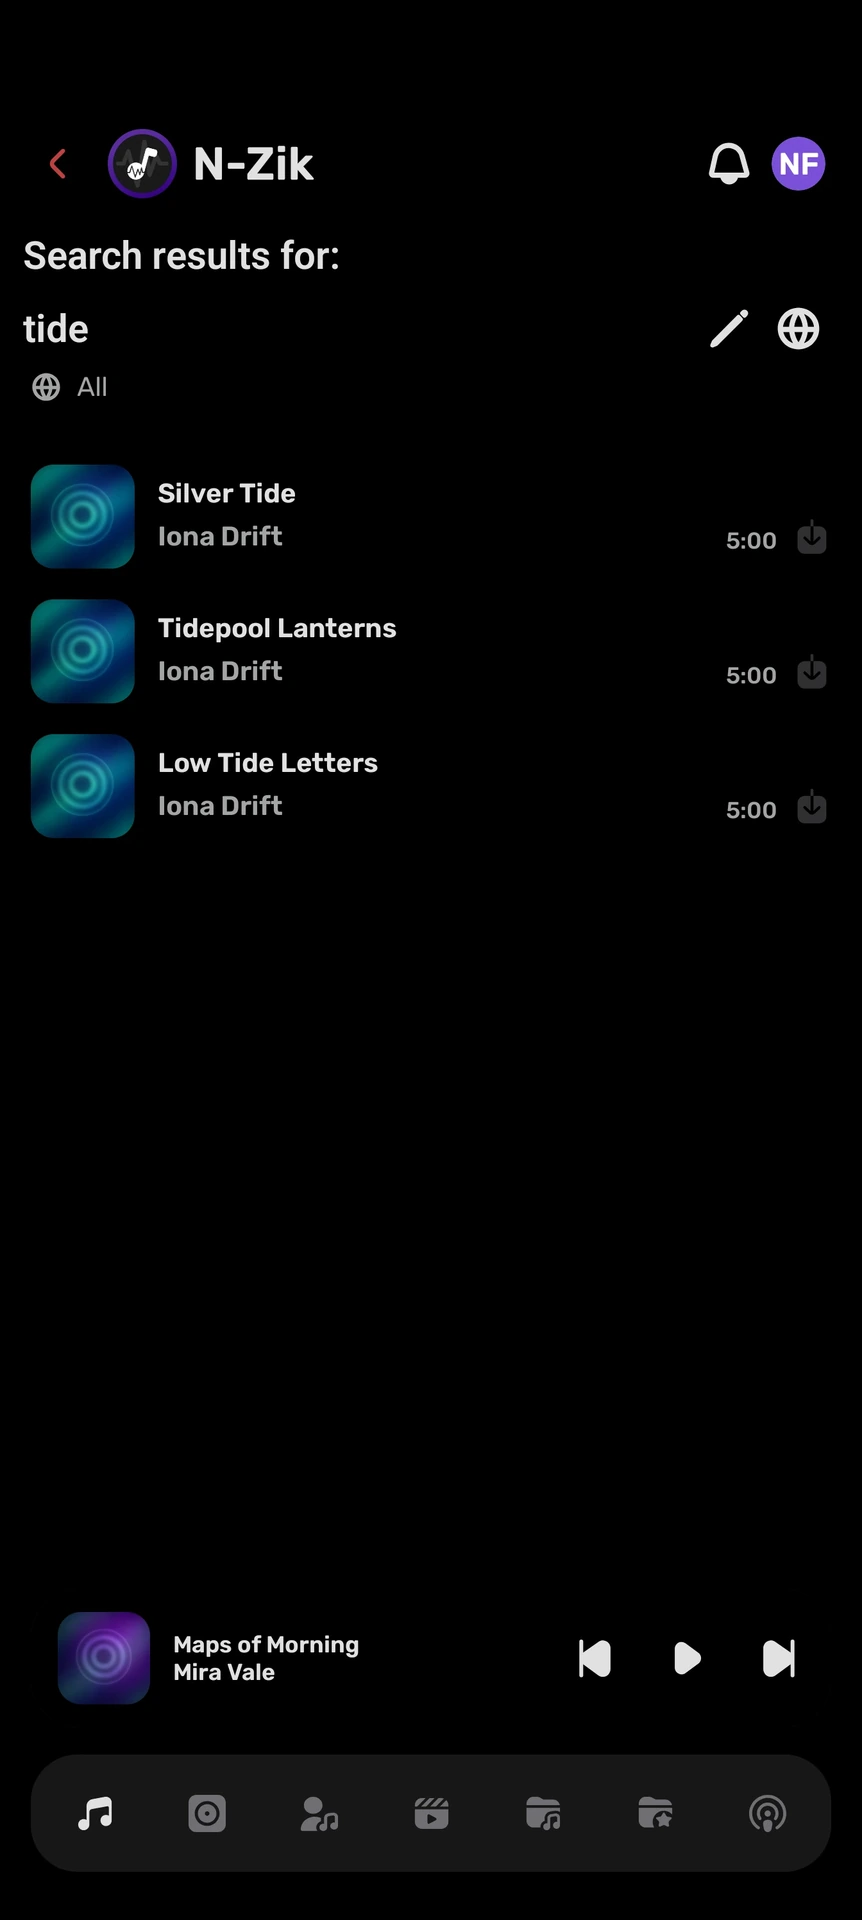 N-Zik
NF
Search results for:
tide
All
Silver Tide
Iona Drift
5:00
Tidepool Lanterns
Iona Drift
5:00
Low Tide Letters
Iona Drift
5:00
Maps of Morning
Mira Vale